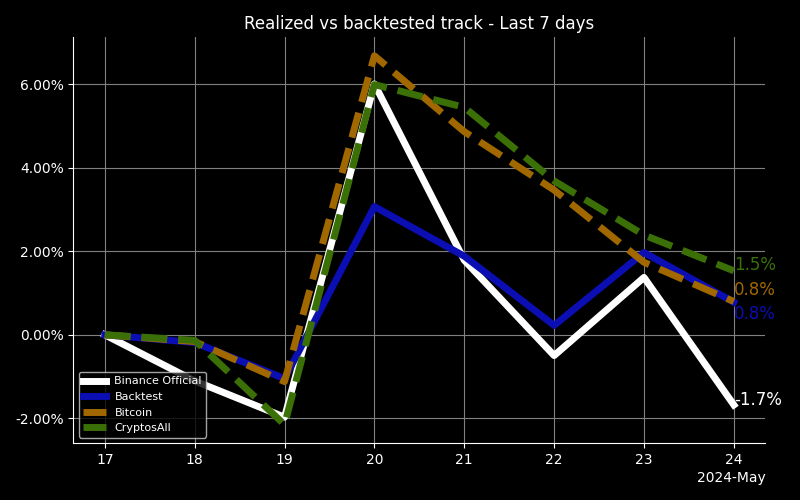 Realized vs backtested track - Last 7 days
6.00%
4.00%
2.00%
0.00%
-2.00%
1.5%
0.8%
0.8%
-1.7%
Binance Official
Backtest
Bitcoin
CryptosAll
17 18 19 20 21 22 23 24
2024-May